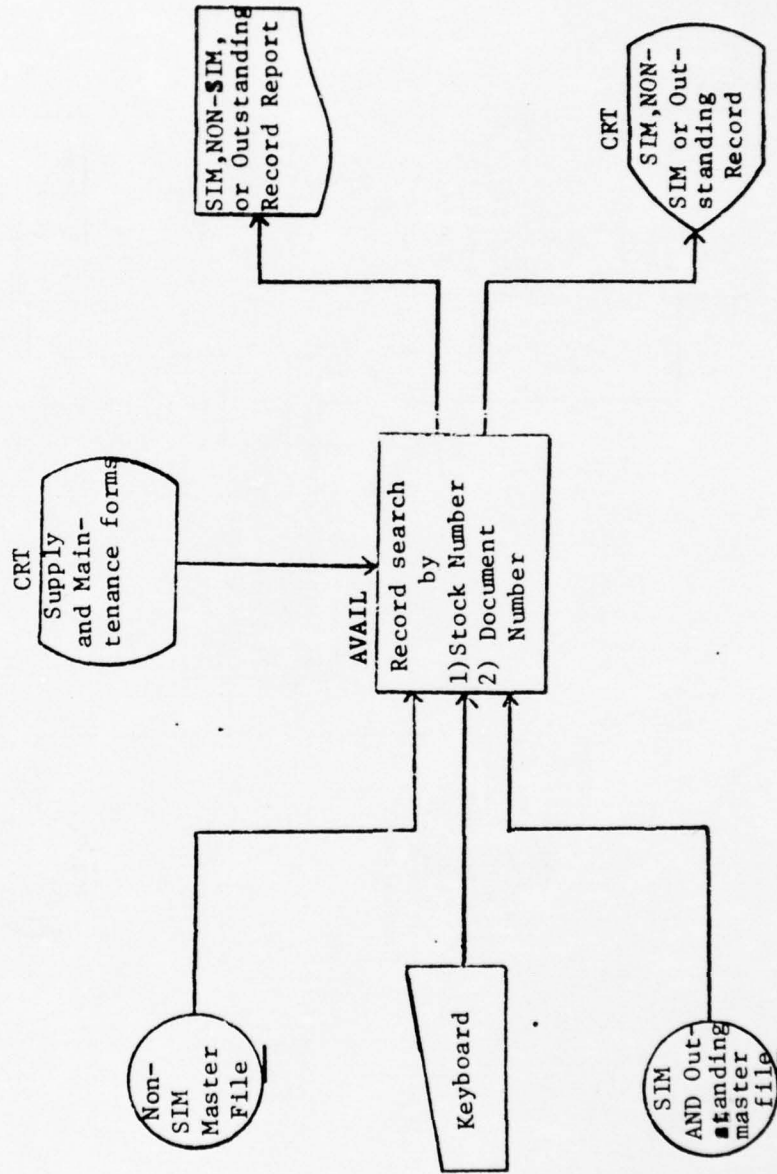 CRT
Supply
and Main-
tenance forms
Non-
SIM
Master
File
Keyboard
SIM
AND Out-
standing
master
file
AVAIL
Record search
by
1)Stock Number
2) Document
Number
SIM,NON-SIM,
or Outstanding
Record Report
CRT
SIM,NON-
SIM or Out-
standing
Record